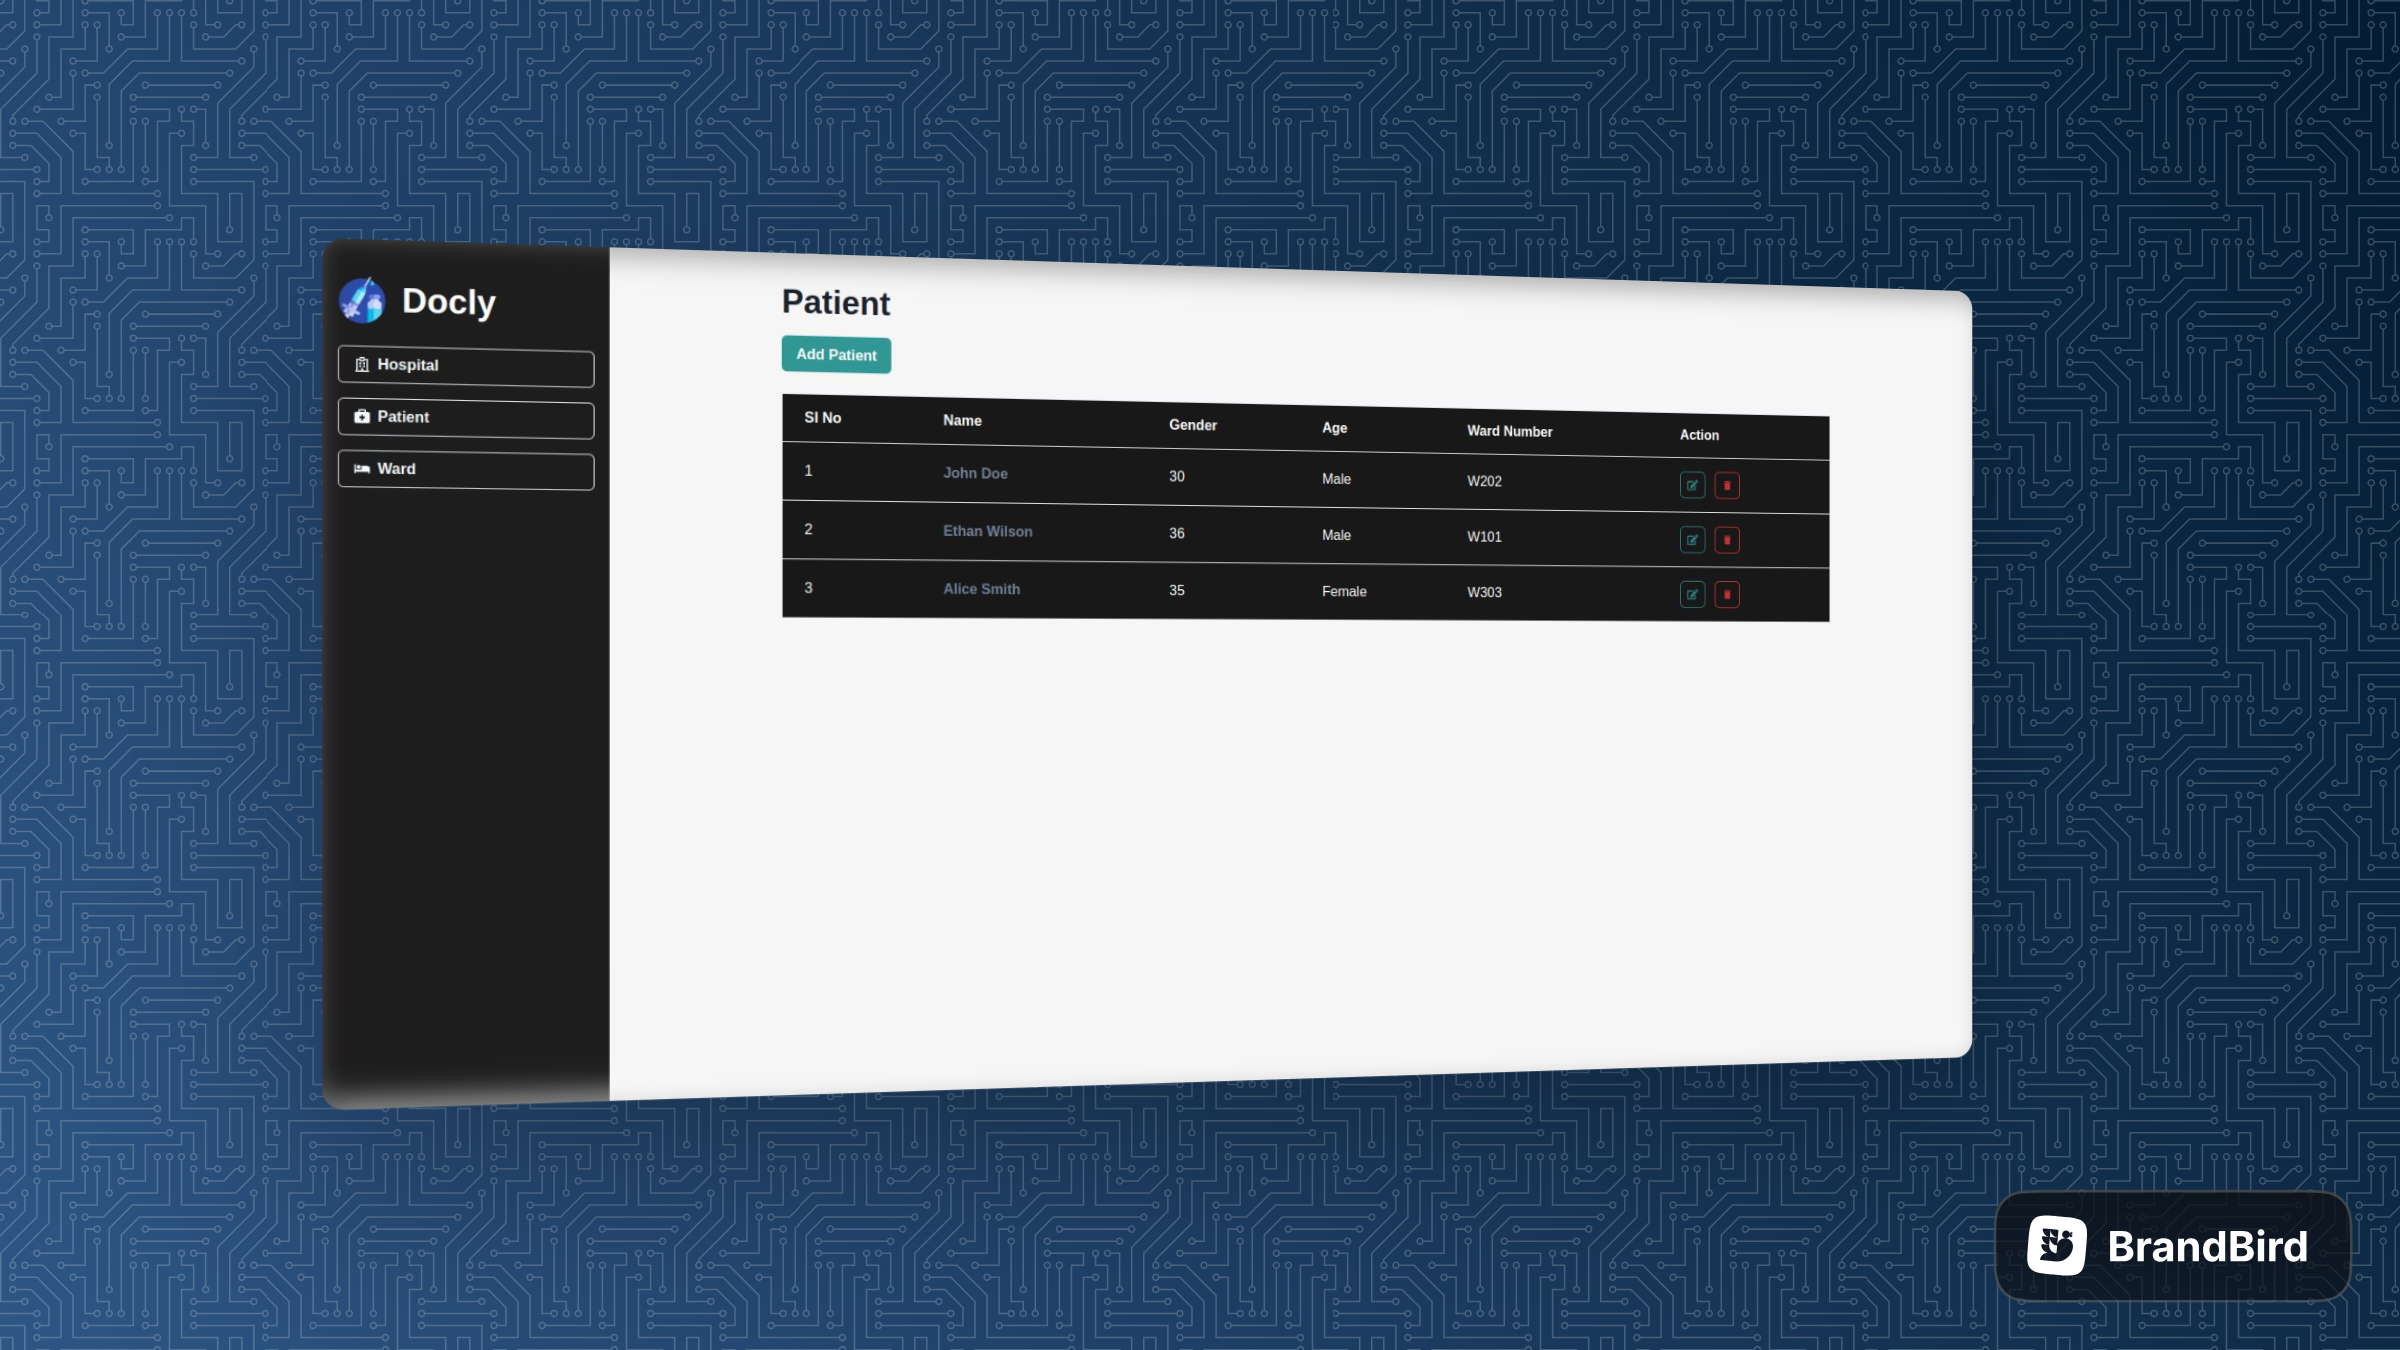 Docly
Hospital
Patient
Ward
Patient
Add Patient
Sl No Name Gender Age Ward Number Action
1 John Doe 30 Male W202
2 Ethan Wilson 36 Male W101
3 Alice Smith 35 Female W303
BrandBird